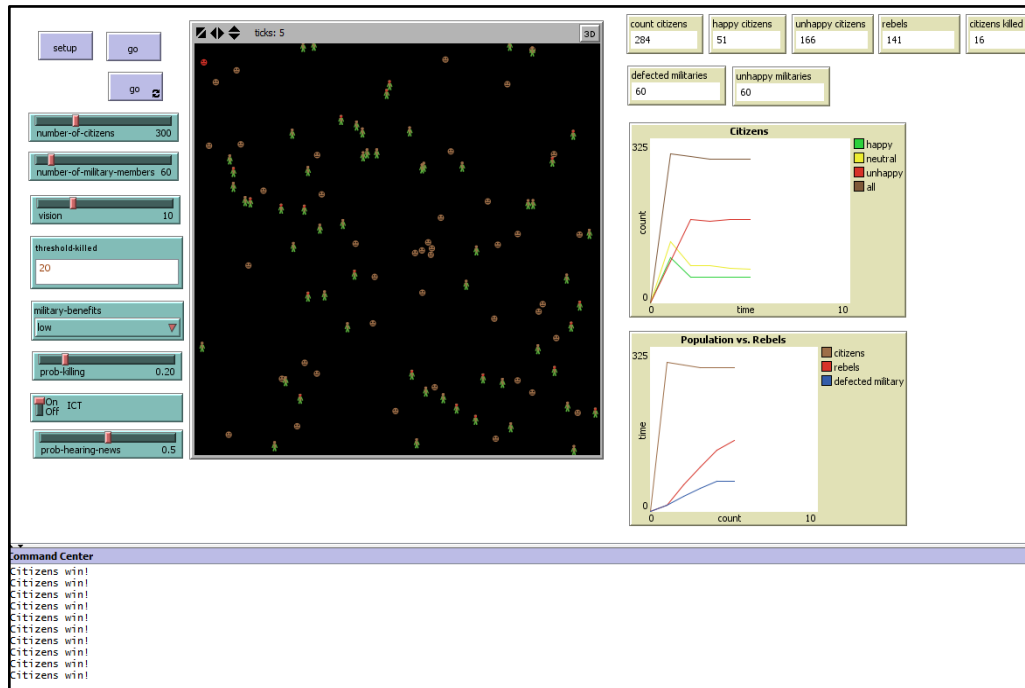 setup
go
go
number-of-citizens 300
number-of-military-members 60
vision 10
threshold-killed
20
military-benefits
low
prob-killing 0.20
On
Off
ICT
prob-hearing-news 0.5
ticks: 5
3D
count citizens
284
happy citizens
51
unhappy citizens
166
rebels
141
citizens killed
16
defected militaries
60
unhappy militaries
60
Citizens
325
count
0
0
time
10
happy
neutral
unhappy
all
Population vs. Rebels
325
time
0
0
count
10
citizens
rebels
defected military
Command Center
Citizens win!
Citizens win!
Citizens win!
Citizens win!
Citizens win!
Citizens win!
Citizens win!
Citizens win!
Citizens win!
Citizens win!